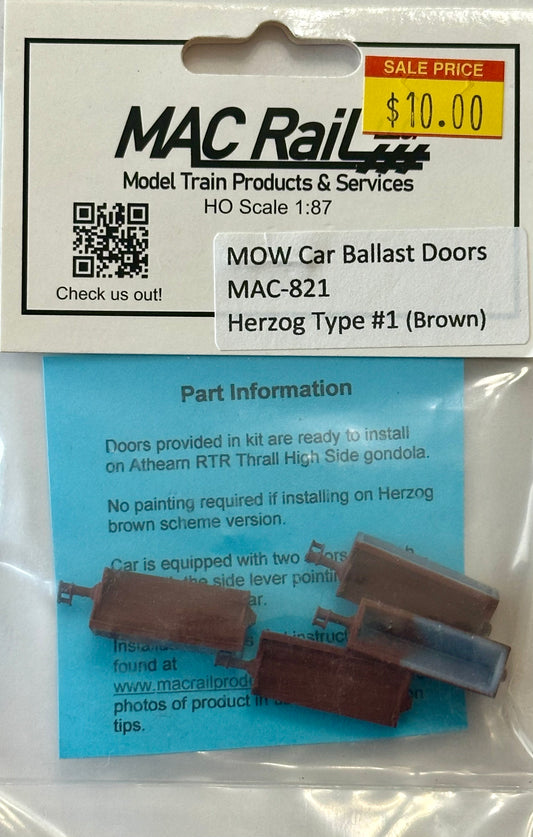 SALE PRICE
$10.00
MAC RaiL
Model Train Products & Services
HO Scale 1:87
Check us out!
MOW Car Ballast Doors
MAC-821
Herzog Type #1 (Brown)
Part Information
Doors provided in kit are ready to install
on Athearn RTR Thrall High Side gondola.
No painting required if installing on Herzog
brown scheme version.
Car is equipped with two
the side lever
found at
photos of product in
tips.